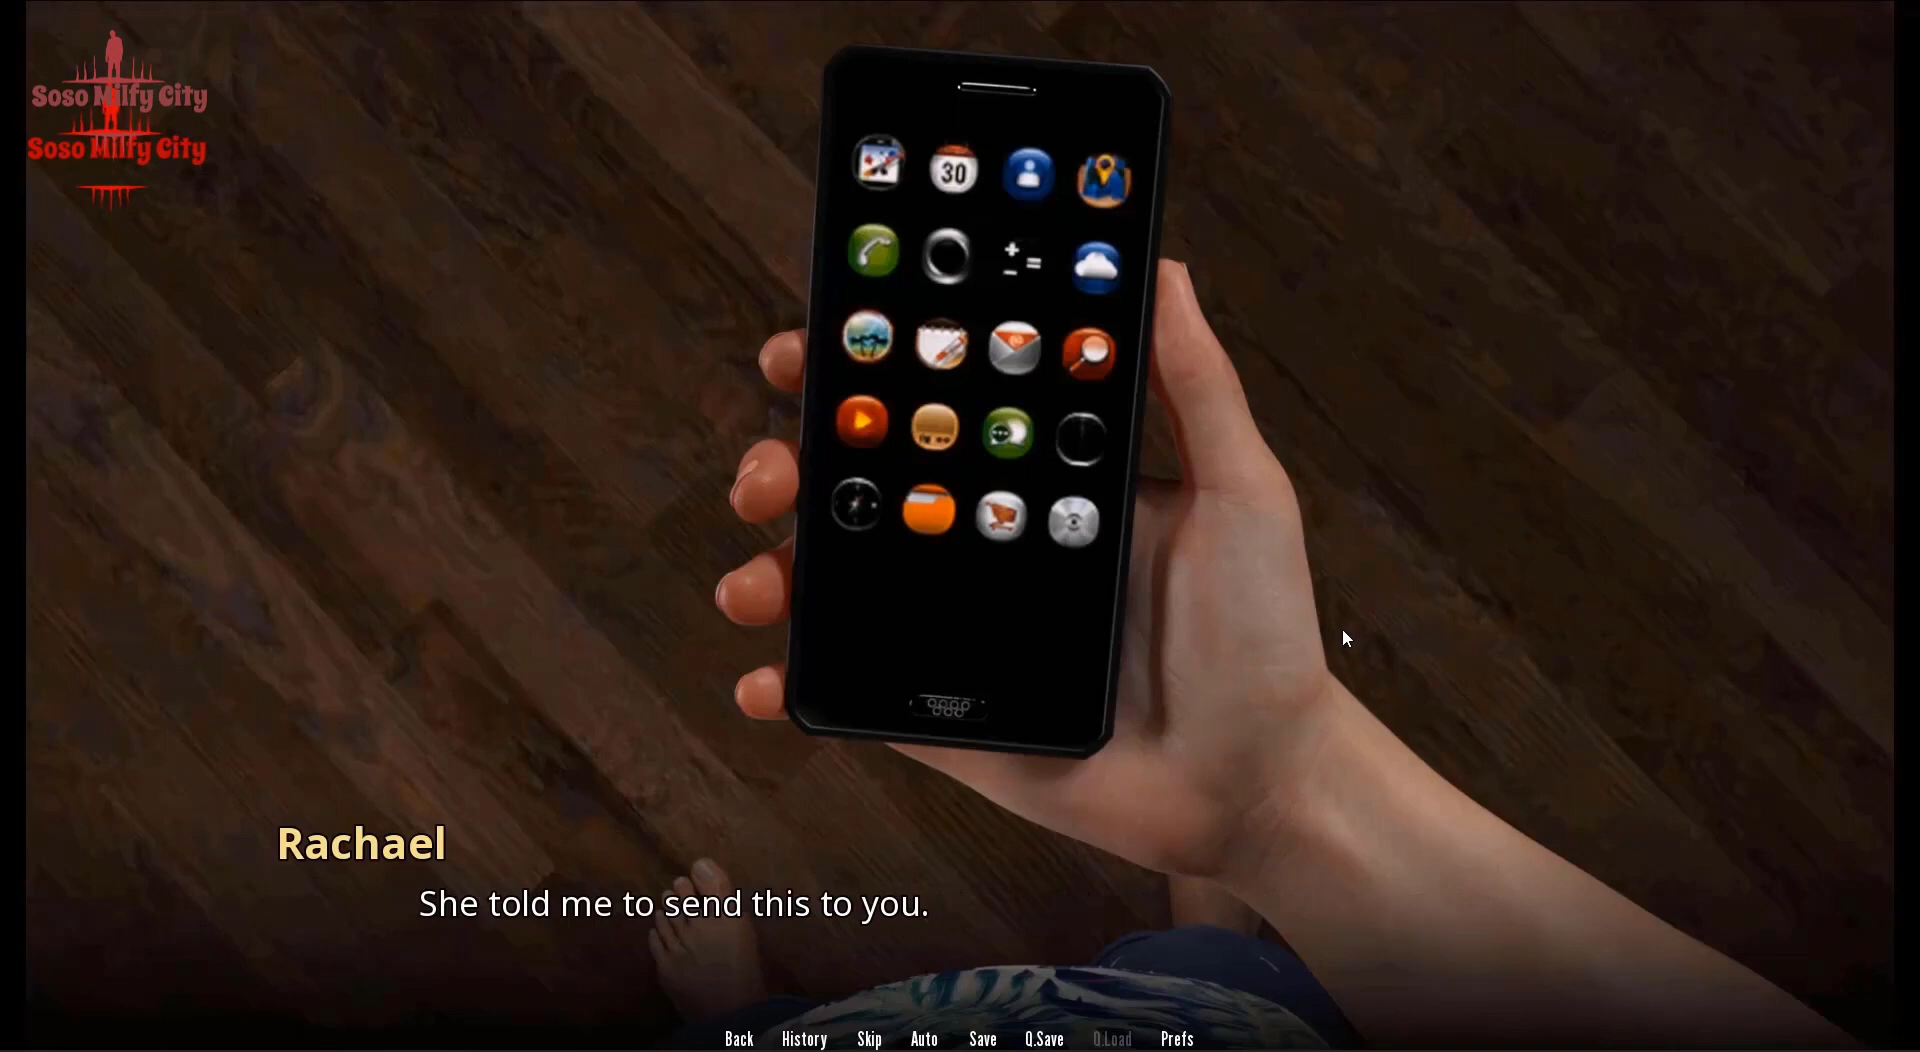 Soso Milfy City
Soso Milfy City
30
Rachael
She told me to send this to you.
Back History Skip Auto Save Q.Save Q.Load Prefs